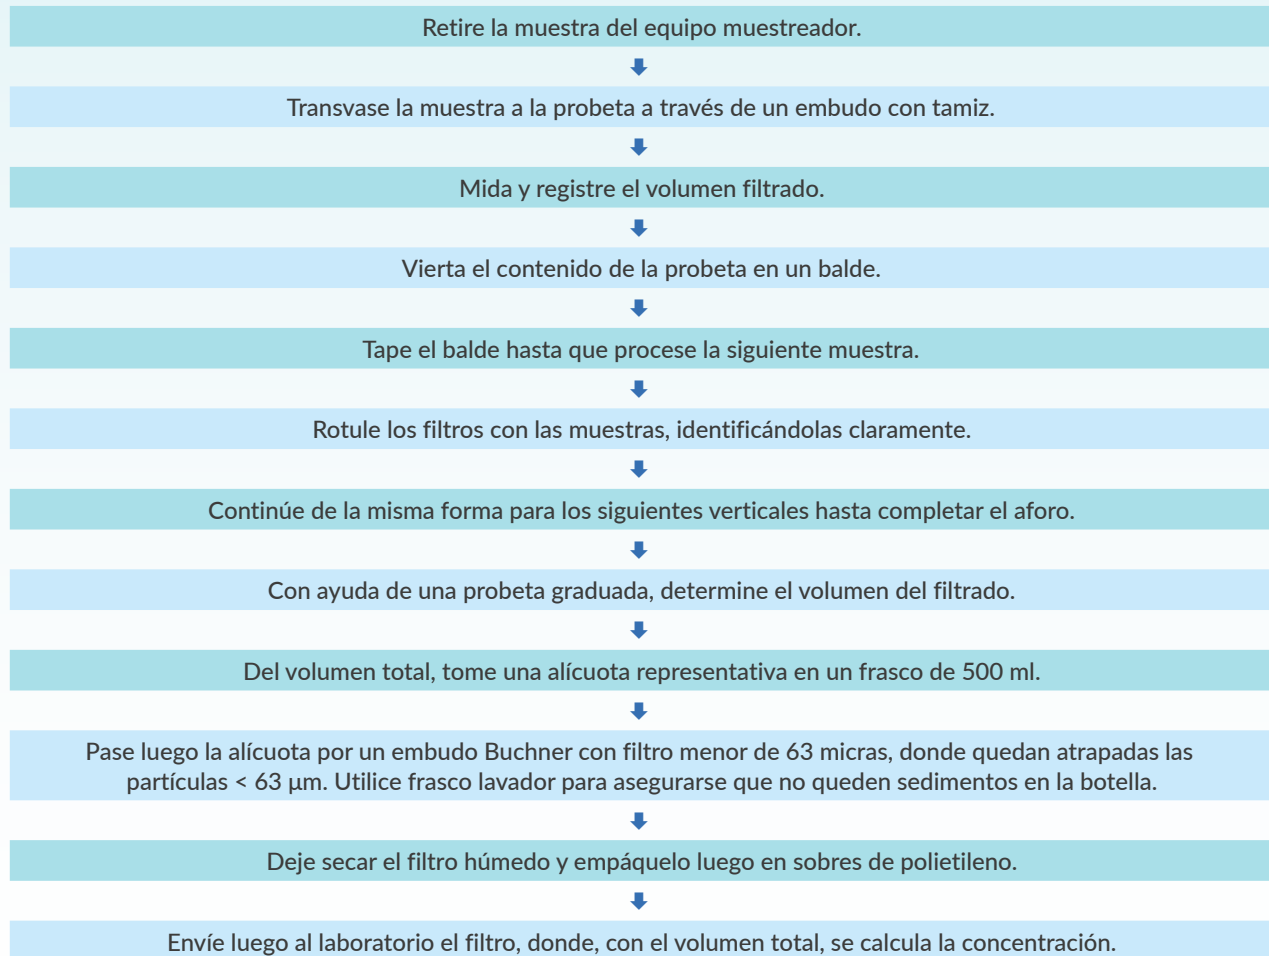 Retire la muestra del equipo muestreador.
Transvase la muestra a la probeta a través de un embudo con tamiz.
Mida y registre el volumen filtrado.
Vierta el contenido de la probeta en un balde.
Tape el balde hasta que procese la siguiente muestra.
Rotule los filtros con las muestras, identificándolas claramente.
Continúe de la misma forma para los siguientes verticales hasta completar el aforo.
Con ayuda de una probeta graduada, determine el volumen del filtrado.
Del volumen total, tome una alícuota representativa en un frasco de 500 ml.
Pase luego la alícuota por un embudo Buchner con filtro menor de 63 micras, donde quedan atrapadas las
partículas < 63 µm. Utilice frasco lavador para asegurarse que no queden sedimentos en la botella.
Deje secar el filtro húmedo y empáquelo luego en sobres de polietileno.
Envíe luego al laboratorio el filtro, donde, con el volumen total, se calcula la concentración.